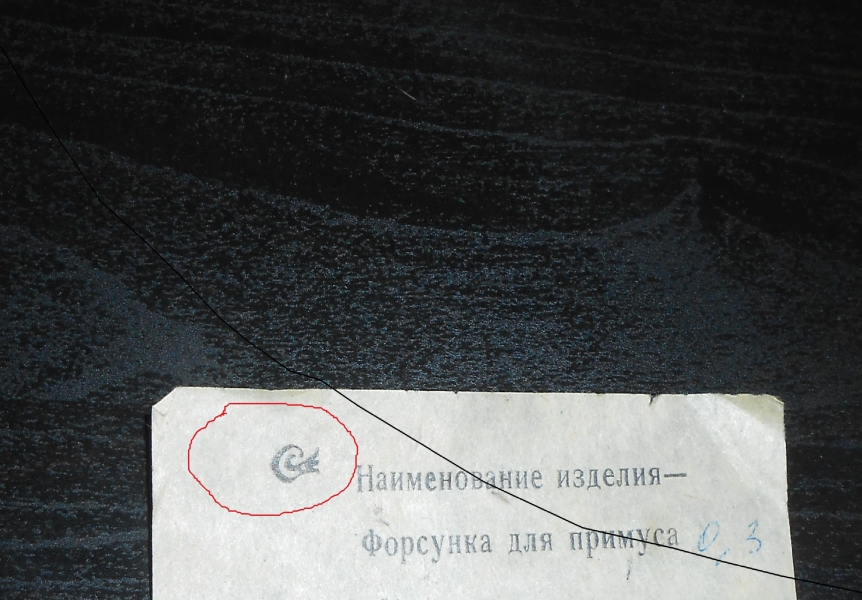 Наименование изделия—
Форсунка для примуса 0,3